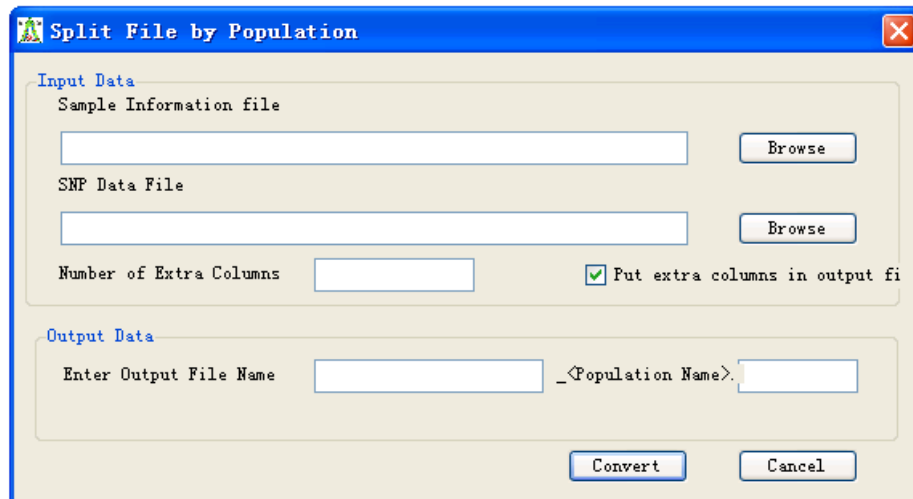 Split File by Population
Input Data
Sample Information file
Browse
SNP Data File
Browse
Number of Extra Columns
Put extra columns in output fi
Output Data
Enter Output File Name
_<Population Name>.
Convert
Cancel